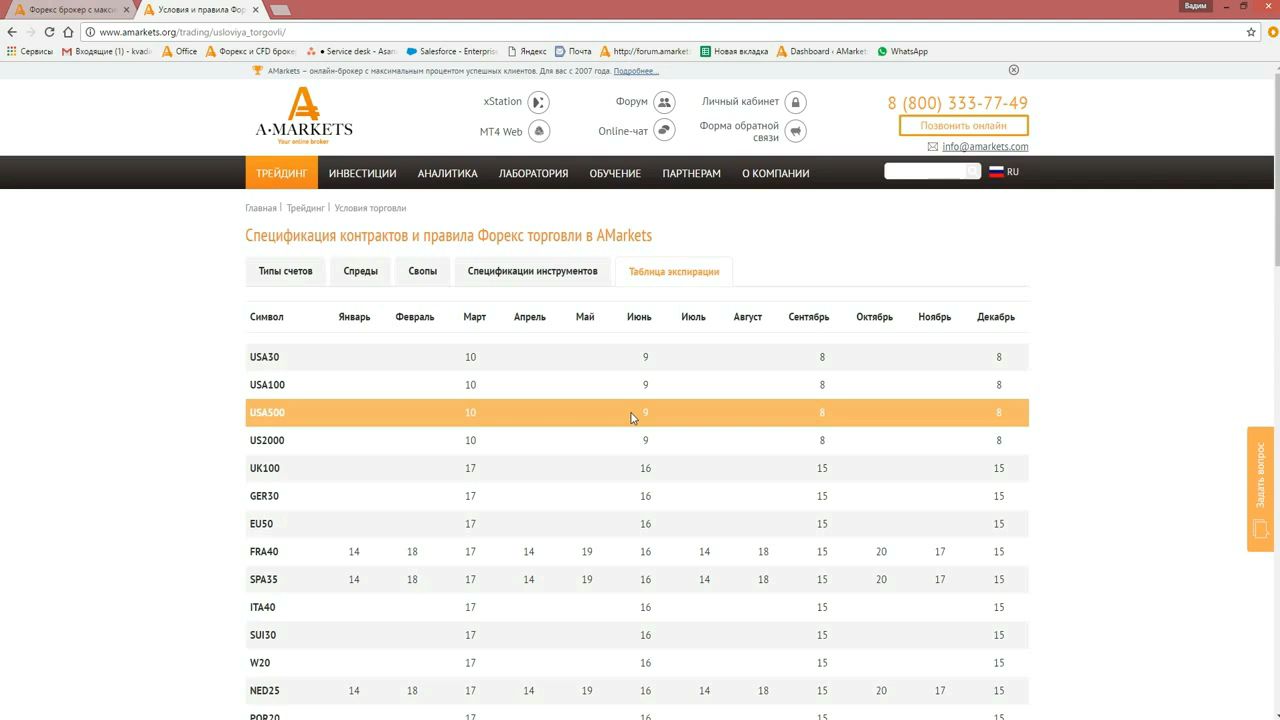 Форекс брокер с макси
Условия и правила Фор
Вадим
www.amarkets.org/trading/usloviya_torgovli/
Сервисы Входящие (1) - kvadi Office Форекс и CFD броке • Service desk - Asan Salesforce - Enterpris Яндекс Почта http://forum.amarket Новая вкладка Dashboard ‹ AMarke WhatsApp
AMarkets – онлайн-брокер с максимальным процентом успешных клиентов. Для вас с 2007 года. Подробнее...
A·MARKETS
Your online broker
xStation Форум Личный кабинет
MT4 Web Online-чат Форма обратной
связи
8 (800) 333-77-49
Позвонить онлайн
info@amarkets.com
ТРЕЙДИНГ ИНВЕСТИЦИИ АНАЛИТИКА ЛАБОРАТОРИЯ ОБУЧЕНИЕ ПАРТНЕРАМ О КОМПАНИИ RU
Главная | Трейдинг | Условия торговли
Спецификация контрактов и правила Форекс торговли в AMarkets
Типы счетов Спреды Свопы Спецификации инструментов Таблица экспирации
Символ Январь Февраль Март Апрель Май Июнь Июль Август Сентябрь Октябрь Ноябрь Декабрь
USA30 10 9 8 8
USA100 10 9 8 8
USA500 10 9 8 8
US2000 10 9 8 8
UK100 17 16 15 15
GER30 17 16 15 15
EU50 17 16 15 15
FRA40 14 18 17 14 19 16 14 18 15 20 17 15
SPA35 14 18 17 14 19 16 14 18 15 20 17 15
ITA40 17 16 15 15
SUI30 17 16 15 15
W20 17 16 15 15
NED25 14 18 17 14 19 16 14 18 15 20 17 15
POR20 17 16 15 15
Задать вопрос